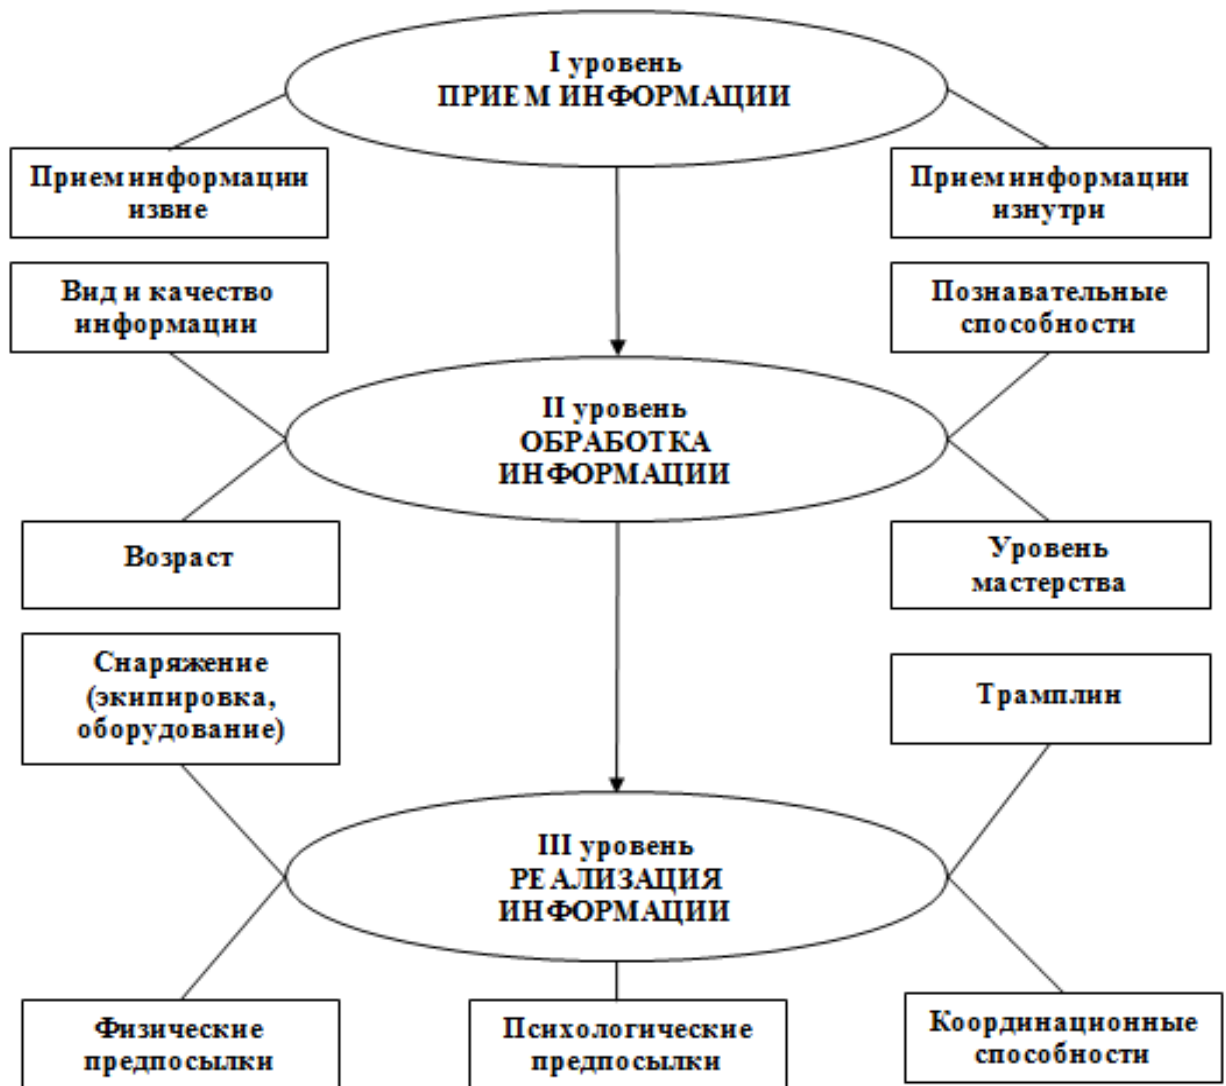 I уровень
ПРИЕМ ИНФОРМАЦИИ
Прием информации
извне
Прием информации
изнутри
Вид и качество
информации
Познавательные
способности
II уровень
ОБРАБОТКА
ИНФОРМАЦИИ
Возраст
Уровень
мастерства
Снаряжение
(экипировка,
оборудование)
Трамплин
III уровень
РЕАЛИЗАЦИЯ
ИНФОРМАЦИИ
Физические
предпосылки
Психологические
предпосылки
Координационные
способности